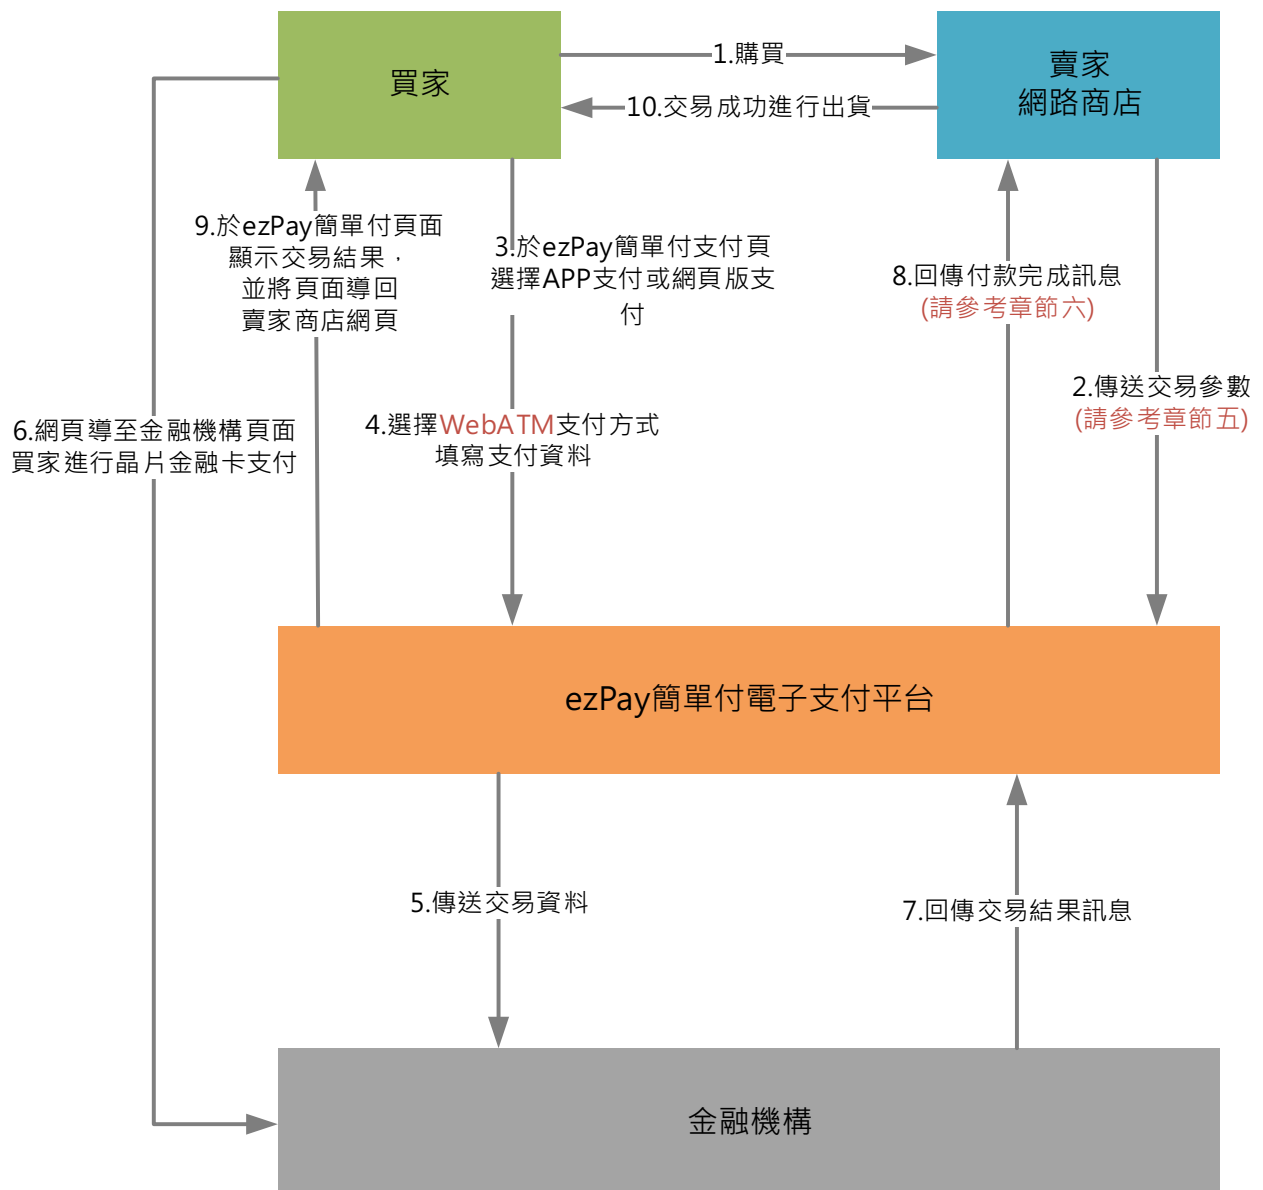 買家
1.購買
賣家
網路商店
10.交易成功進行出貨
9.於ezPay簡單付頁面
顯示交易結果，
並將頁面導回
賣家商店網頁
3.於ezPay簡單付支付頁
選擇APP支付或網頁版支
付
8.回傳付款完成訊息
(請參考章節六)
2.傳送交易參數
(請參考章節五)
6.網頁導至金融機構頁面
買家進行晶片金融卡支付
4.選擇WebATM支付方式
填寫支付資料
ezPay簡單付電子支付平台
5.傳送交易資料
7.回傳交易結果訊息
金融機構